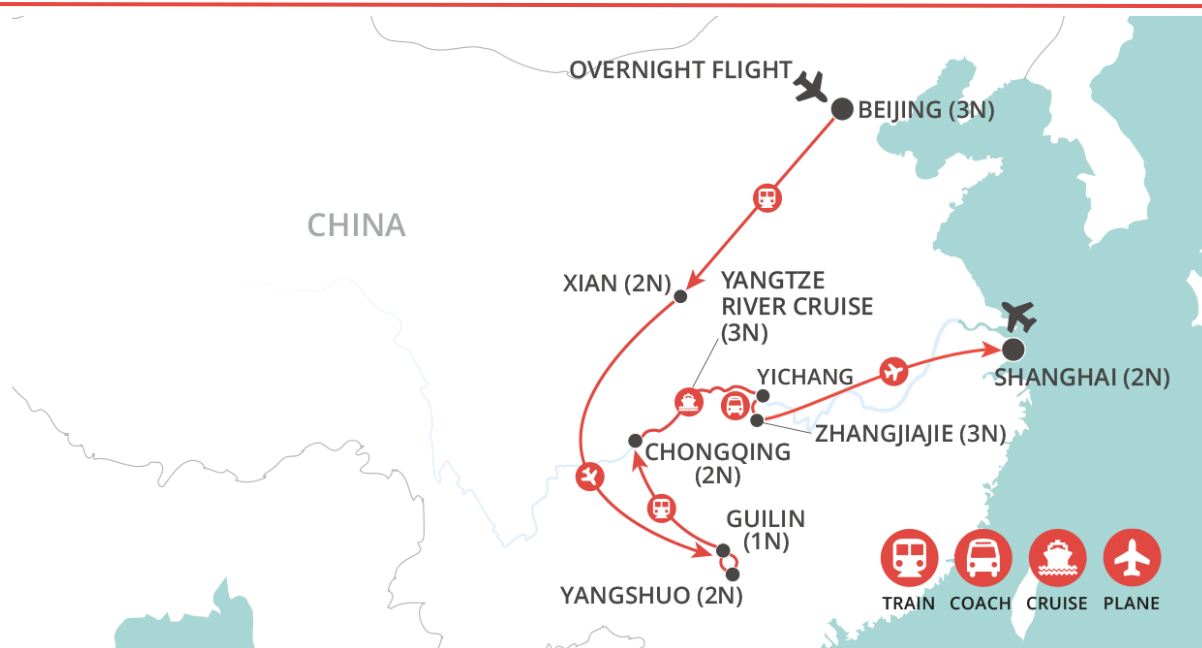 OVERNIGHT FLIGHT
BEIJING (3N)
CHINA
XIAN (2N)
YANGTZE
RIVER CRUISE
(3N)
YICHANG
SHANGHAI (2N)
ZHANGJIAJIE (3N)
CHONGQING
(2N)
GUILIN
(1N)
YANGSHUO (2N)
TRAIN COACH CRUISE PLANE